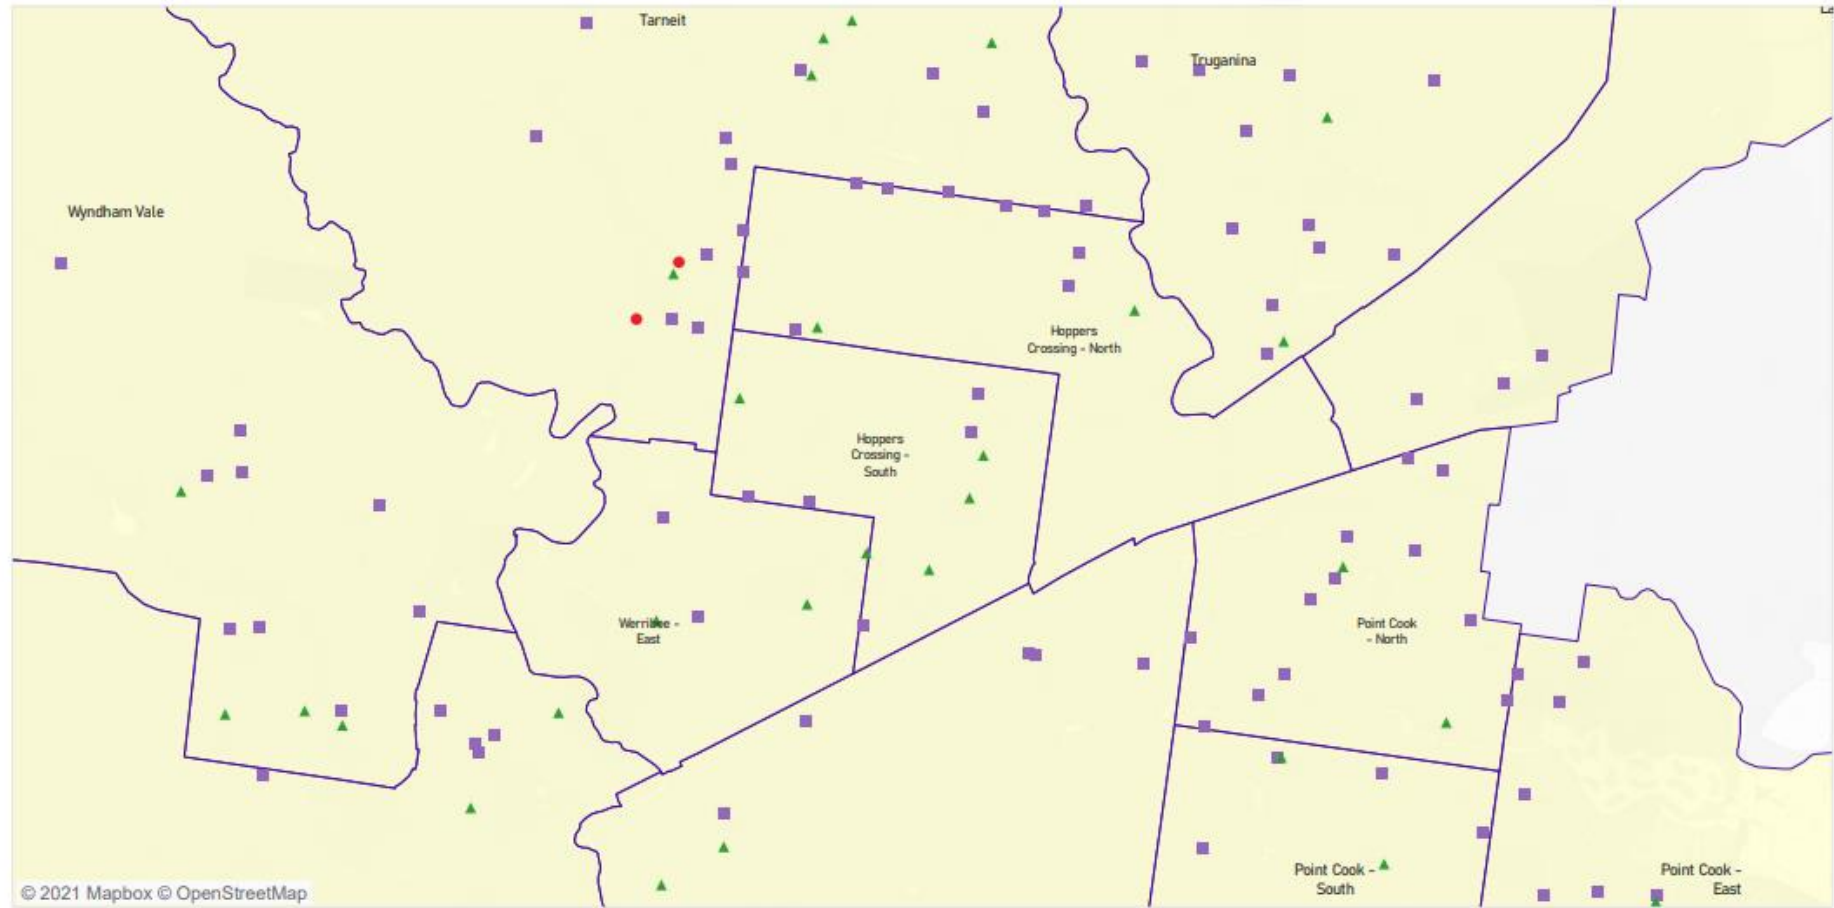 Tarneit
Truganina
Wyndham Vale
Hoppers
Crossing - North
Hoppers
Crossing -
South
Werribee -
East
Point Cook
- North
Point Cook -
South
Point Cook -
East
© 2021 Mapbox © OpenStreetMap